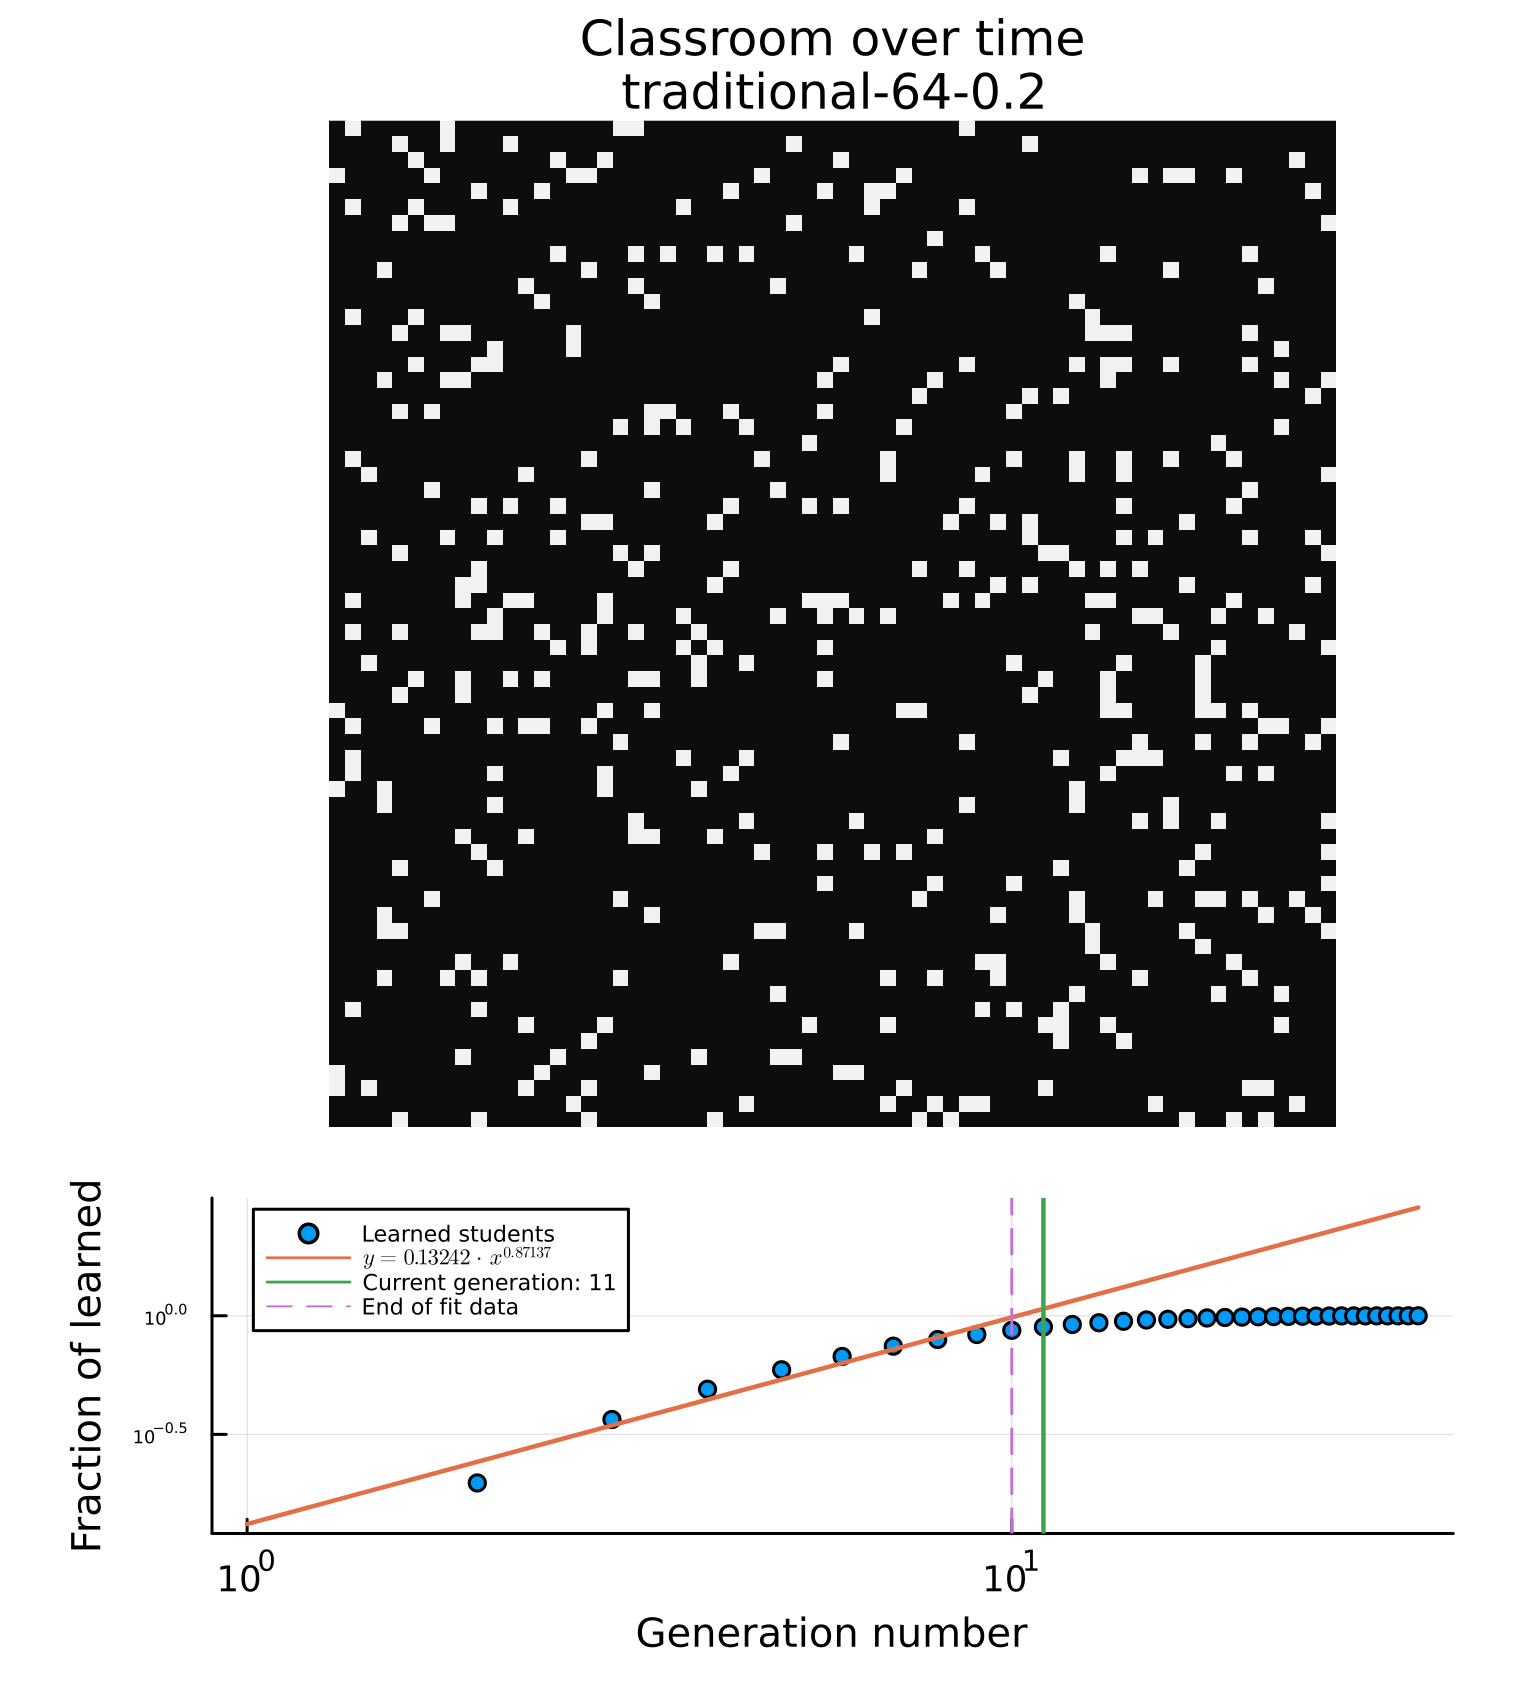 Classroom over time
traditional-64-0.2
Fraction of learned
Learned students
y = 0.13242 · x^0.87137
Current generation: 11
End of fit data
10^0.0
10^−0.5
10^0
10^1
Generation number